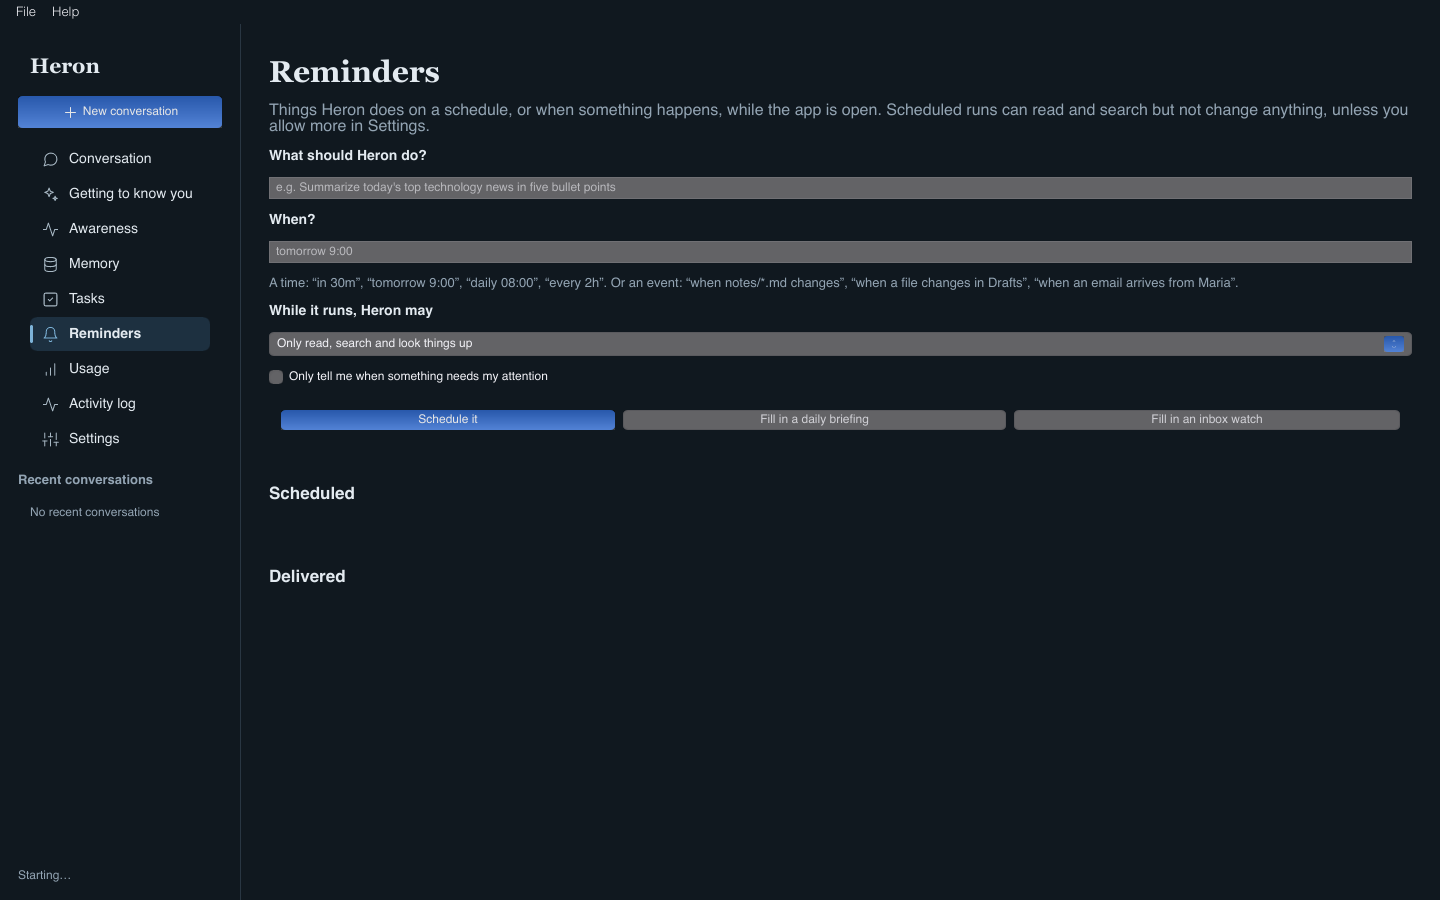 File Help
Heron
New conversation
Conversation
Getting to know you
Awareness
Memory
Tasks
Reminders
Usage
Activity log
Settings
Recent conversations
No recent conversations
Starting…
Reminders
Things Heron does on a schedule, or when something happens, while the app is open. Scheduled runs can read and search but not change anything, unless you
allow more in Settings.
What should Heron do?
e.g. Summarize today's top technology news in five bullet points
When?
tomorrow 9:00
A time: “in 30m”, “tomorrow 9:00”, “daily 08:00”, “every 2h”. Or an event: “when notes/*.md changes”, “when a file changes in Drafts”, “when an email arrives from Maria”.
While it runs, Heron may
Only read, search and look things up
Only tell me when something needs my attention
Schedule it
Fill in a daily briefing
Fill in an inbox watch
Scheduled
Delivered